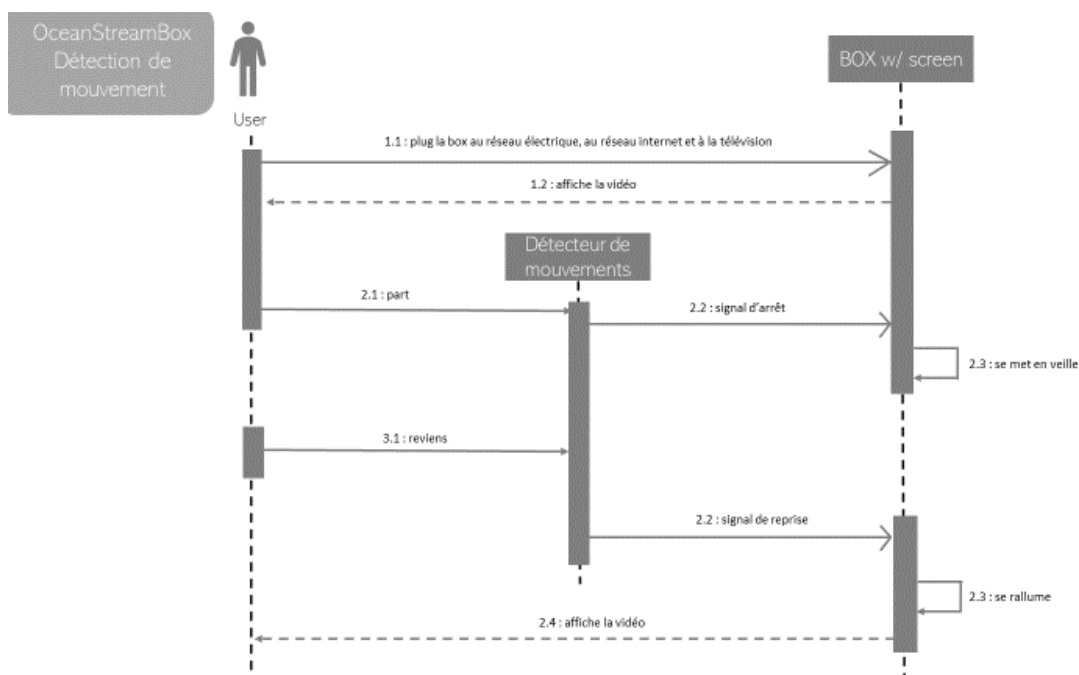 OceanStreamBox
Détection de
mouvement
User
BOX w/ screen
1.1 : plug la box au réseau électrique, au réseau internet et à la télévision
1.2 : affiche la vidéo
Détecteur de
mouvements
2.1 : part
2.2 : signal d'arrêt
2.3 : se met en veille
3.1 : reviens
2.2 : signal de reprise
2.3 : se rallume
2.4 : affiche la vidéo